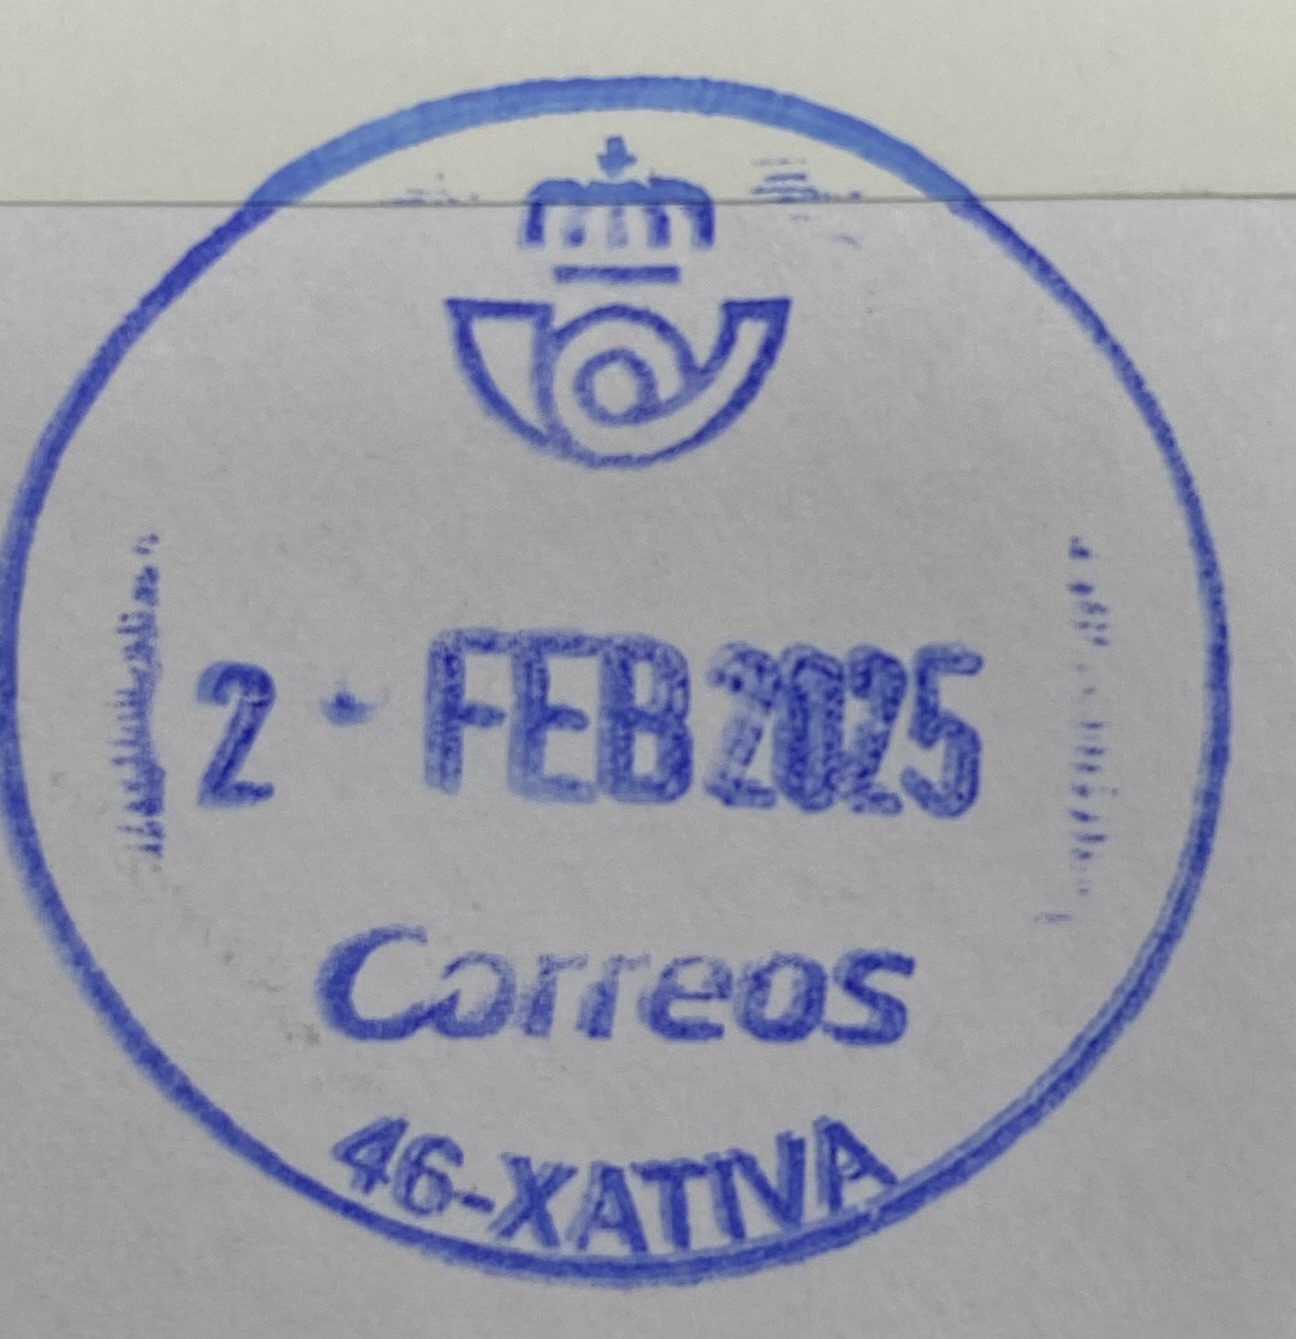 2 - FEB 2025
Correos
46-XATIVA